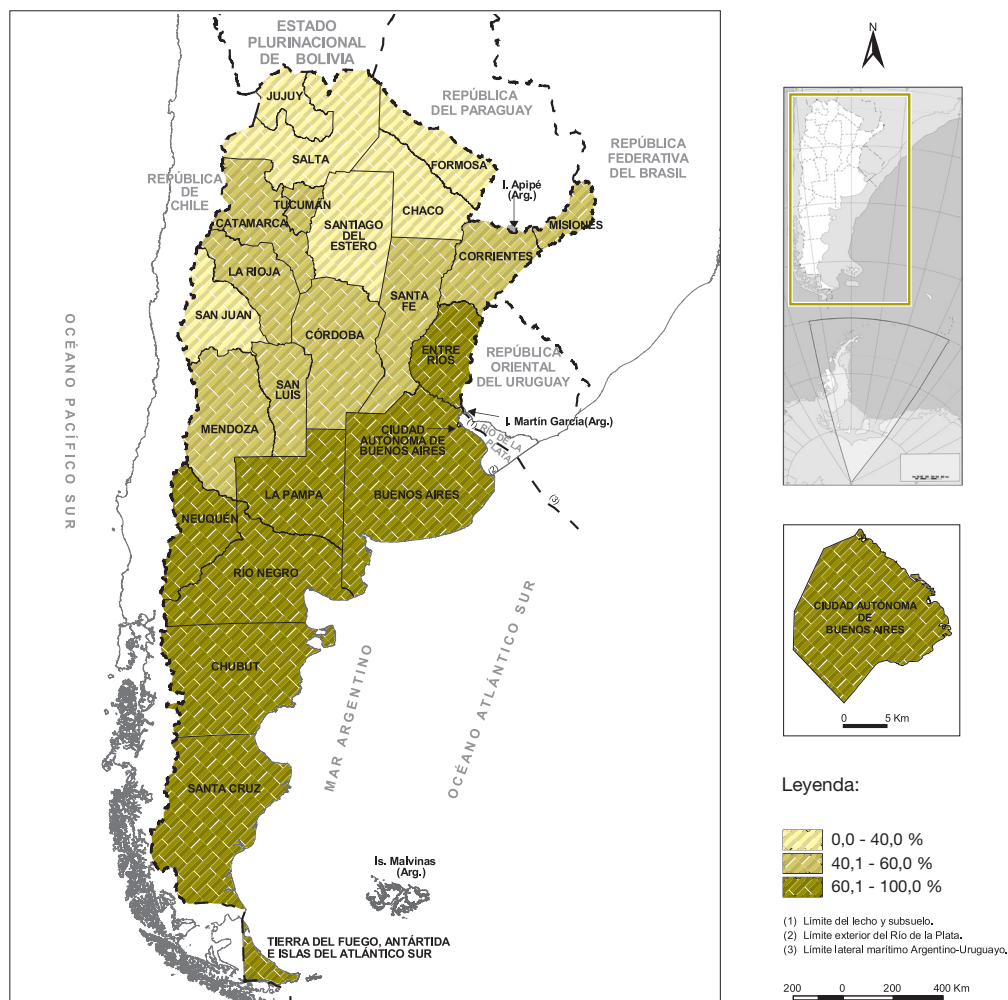 ESTADO
PLURINACIONAL
DE BOLIVIA
JUJUY
REPÚBLICA
DEL PARAGUAY
REPÚBLICA
FEDERATIVA
DEL BRASIL
SALTA
FORMOSA
REPÚBLICA
DE
CHILE
I. Apipé
(Arg.)
TUCUMÁN
CHACO
CATAMARCA
SANTIAGO
DEL
ESTERO
MISIONES
CORRIENTES
LA RIOJA
SANTA
FE
SAN JUAN
CÓRDOBA
ENTRE
RÍOS
REPÚBLICA
ORIENTAL
DEL URUGUAY
SAN
LUIS
MENDOZA
I. Martín García(Arg.)
CIUDAD
AUTÓNOMA DE
BUENOS AIRES
(1)
RÍO DE LA
PLATA
(2)
(3)
LA PAMPA
BUENOS AIRES
NEUQUÉN
RÍO NEGRO
CHUBUT
SANTA CRUZ
OCÉANO PACÍFICO SUR
MAR ARGENTINO
OCÉANO ATLÁNTICO SUR
Is. Malvinas
(Arg.)
TIERRA DEL FUEGO, ANTÁRTIDA
E ISLAS DEL ATLÁNTICO SUR
N
CIUDAD AUTÓNOMA
DE
BUENOS AIRES
0 5 Km
Leyenda:
0,0 - 40,0 %
40,1 - 60,0 %
60,1 - 100,0 %
(1) Límite del lecho y subsuelo.
(2) Límite exterior del Río de la Plata.
(3) Límite lateral marítimo Argentino-Uruguayo.
200 0 200 400 Km